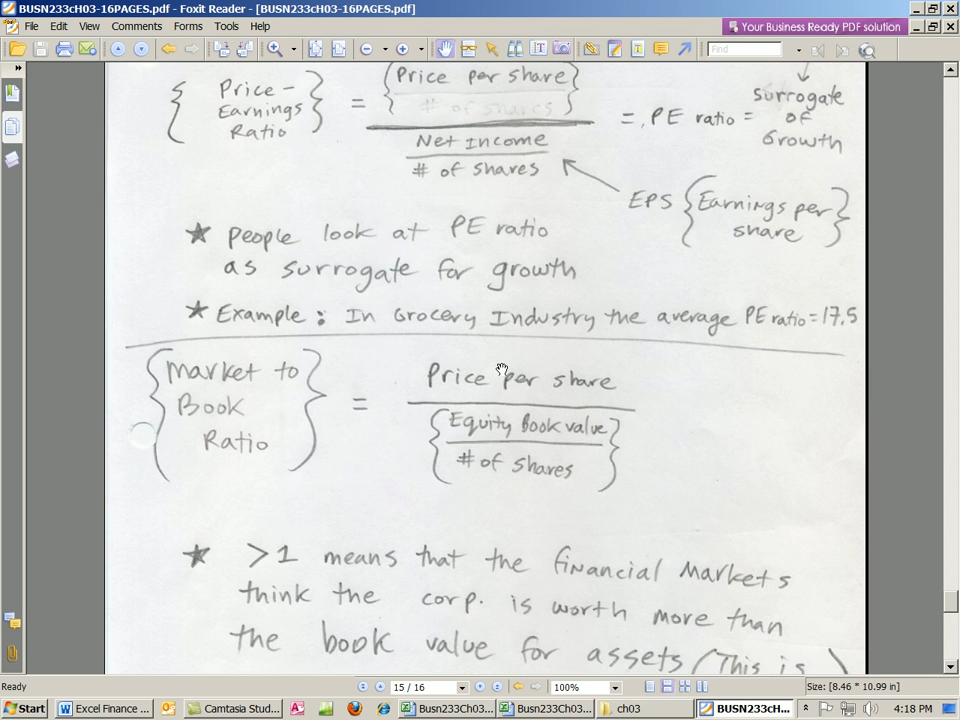 BUSN233cH03-16PAGES.pdf - Foxit Reader - [BUSN233cH03-16PAGES.pdf]
File Edit View Comments Forms Tools Help
Your Business Ready PDF solution
Find
Price -
Earnings
Ratio
=
Price per share
# of shares
Net Income
# of shares
= PE ratio =
Surrogate
of
Growth
EPS { Earnings per
share }
★ people look at PE ratio
as surrogate for growth
★ Example : In Grocery Industry the average PE ratio = 17.5
Market to
Book
Ratio
=
Price per share
Equity Book value
# of shares
★ >1 means that the financial Markets
think the corp. is worth more than
the book value for assets (This is)
Ready
15 / 16
100%
Size: [8.46 * 10.99 in]
Start
Excel Finance ...
Camtasia Stud...
Busn233ch03...
Busn233Ch03...
ch03
BUSN233cH...
4:18 PM